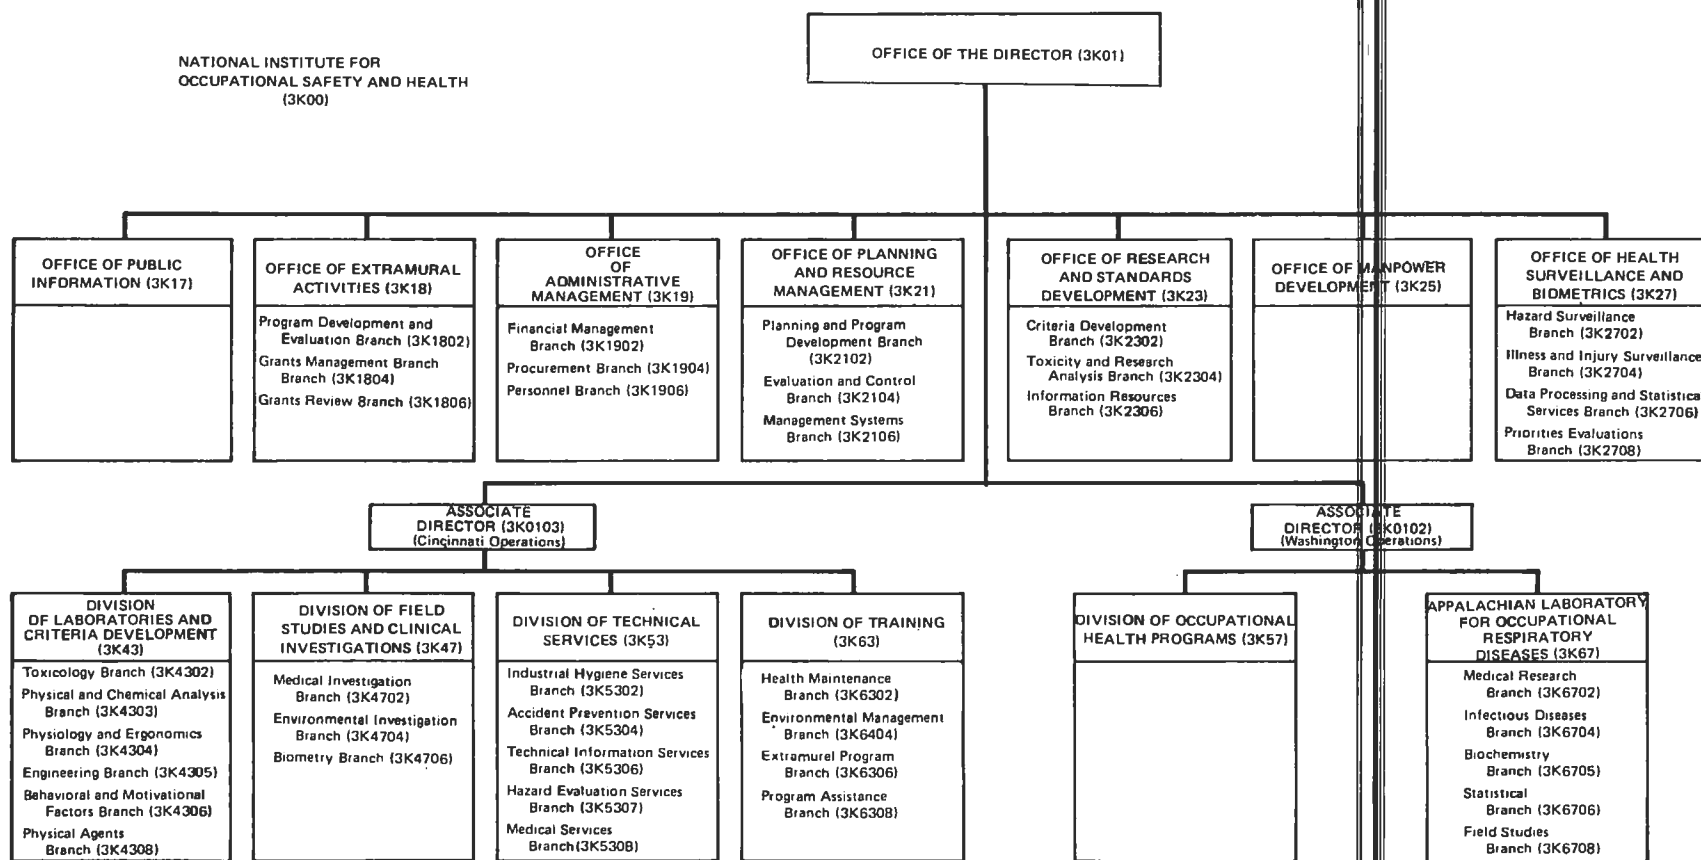 NATIONAL INSTITUTE FOR
OCCUPATIONAL SAFETY AND HEALTH
(3K00)
OFFICE OF THE DIRECTOR (3K01)
OFFICE OF PUBLIC
INFORMATION (3K17)
OFFICE OF EXTRAMURAL
ACTIVITIES (3K18)
Program Development and
Evaluation Branch (3K1802)
Grants Management Branch
Branch (3K1804)
Grants Review Branch (3K1806)
OFFICE
OF
ADMINISTRATIVE
MANAGEMENT (3K19)
Financial Management
Branch (3K1902)
Procurement Branch (3K1904)
Personnel Branch (3K1906)
OFFICE OF PLANNING
AND RESOURCE
MANAGEMENT (3K21)
Planning and Program
Development Branch
(3K2102)
Evaluation and Control
Branch (3K2104)
Management Systems
Branch (3K2106)
OFFICE OF RESEARCH
AND STANDARDS
DEVELOPMENT (3K23)
Criteria Development
Branch (3K2302)
Toxicity and Research
Analysis Branch (3K2304)
Information Resources
Branch (3K2306)
OFFICE OF MANPOWER
DEVELOPMENT (3K25)
OFFICE OF HEALTH
SURVEILLANCE AND
BIOMETRICS (3K27)
Hazard Surveillance
Branch (3K2702)
Illness and Injury Surveillance
Branch (3K2704)
Data Processing and Statistica
Services Branch (3K2706)
Priorities Evaluations
Branch (3K2708)
ASSOCIATE
DIRECTOR (3K0103)
(Cincinnati Operations)
ASSOCIATE
DIRECTOR (3K0102)
(Washington Operations)
DIVISION
OF LABORATORIES AND
CRITERIA DEVELOPMENT
(3K43)
Toxicology Branch (3K4302)
Physical and Chemical Analysis
Branch (3K4303)
Physiology and Ergonomics
Branch (3K4304)
Engineering Branch (3K4305)
Behavioral and Motivational
Factors Branch (3K4306)
Physical Agents
Branch (3K4308)
DIVISION OF FIELD
STUDIES AND CLINICAL
INVESTIGATIONS (3K47)
Medical Investigation
Branch (3K4702)
Environmental Investigation
Branch (3K4704)
Biometry Branch (3K4706)
DIVISION OF TECHNICAL
SERVICES (3K53)
Industrial Hygiene Services
Branch (3K5302)
Accident Prevention Services
Branch (3K5304)
Technical Information Services
Branch (3K5306)
Hazard Evaluation Services
Branch (3K5307)
Medical Services
Branch(3K5308)
DIVISION OF TRAINING
(3K63)
Health Maintenance
Branch (3K6302)
Environmental Management
Branch (3K6404)
Extramurel Program
Branch (3K6306)
Program Assistance
Branch (3K6308)
DIVISION OF OCCUPATIONAL
HEALTH PROGRAMS (3K57)
APPALACHIAN LABORATORY
FOR OCCUPATIONAL
RESPIRATORY
DISEASES (3K67)
Medical Research
Branch (3K6702)
Infectious Diseases
Branch (3K6704)
Biochemistry
Branch (3K6705)
Statistical
Branch (3K6706)
Field Studies
Branch (3K6708)